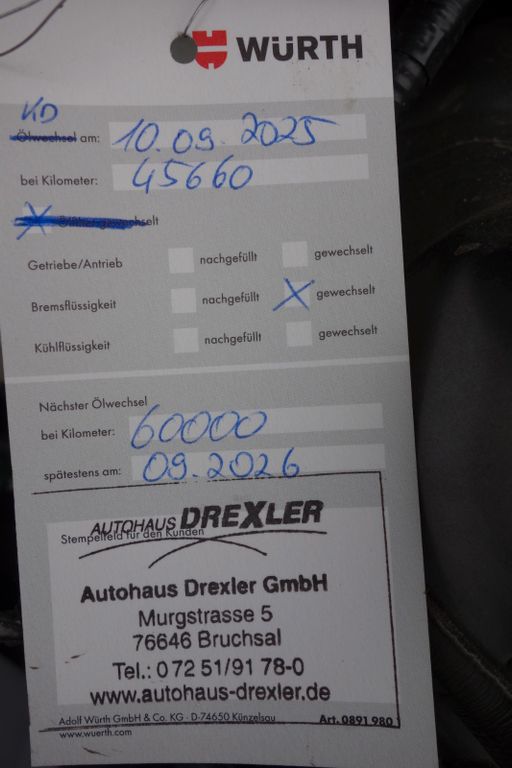 WÜRTH
KD
Ölwechsel am: 10.09.2025
bei Kilometer: 45660
Ölfilter gewechselt
Getriebe/Antrieb nachgefüllt gewechselt
Bremsflüssigkeit nachgefüllt X gewechselt
Kühlflüssigkeit nachgefüllt gewechselt
Nächster Ölwechsel
bei Kilometer: 60000
spätestens am: 09.2026
AUTOHAUS DREXLER
Stempelfeld für den Kunden
Autohaus Drexler GmbH
Murgstrasse 5
76646 Bruchsal
Tel.: 0 72 51/91 78-0
www.autohaus-drexler.de
Adolf Würth GmbH & Co. KG · D-74650 Künzelsau Art. 0891 980
www.wuerth.com